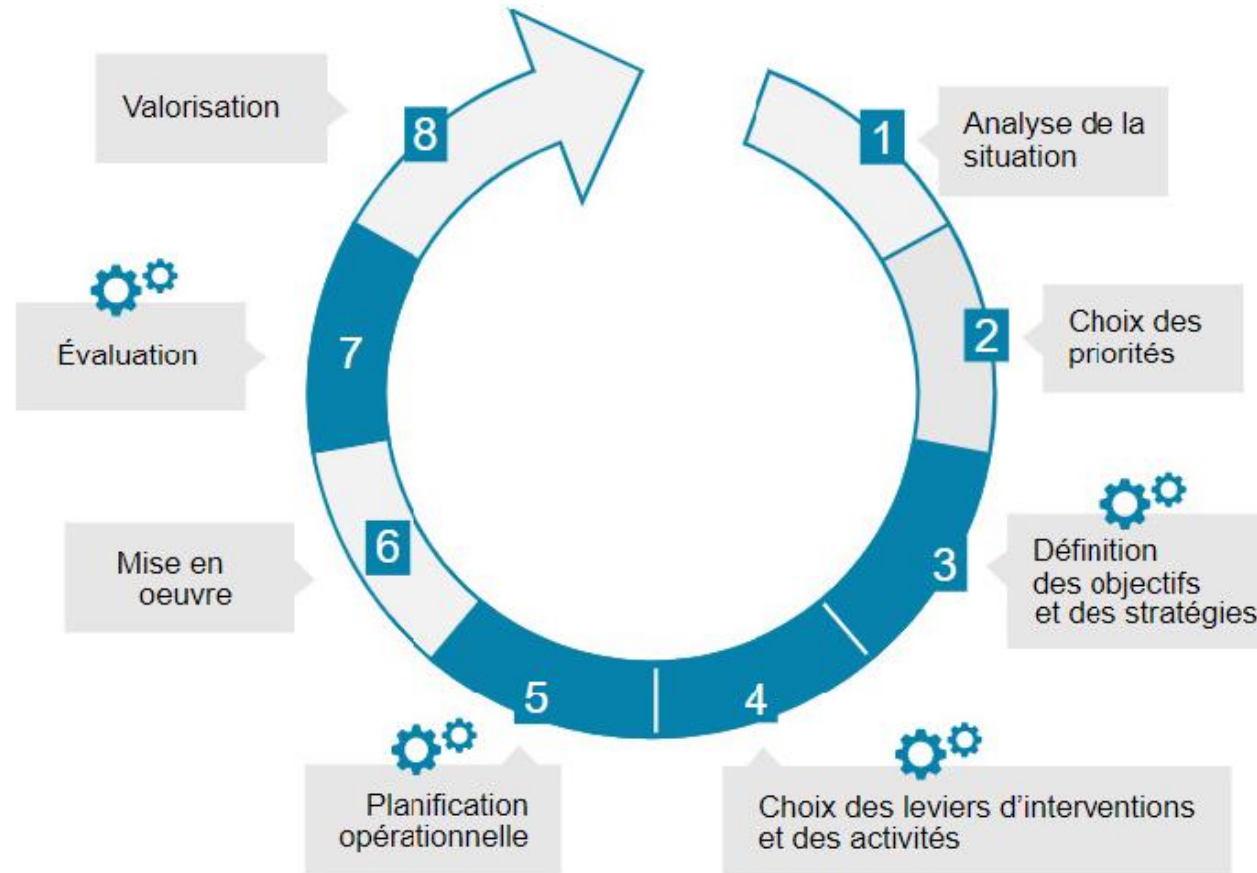 1
Analyse de la
situation
2
Choix des
priorités
3
Définition
des objectifs
et des stratégies
4
Choix des leviers d'interventions
et des activités
5
Planification
opérationnelle
6
Mise en
oeuvre
7
Évaluation
8
Valorisation